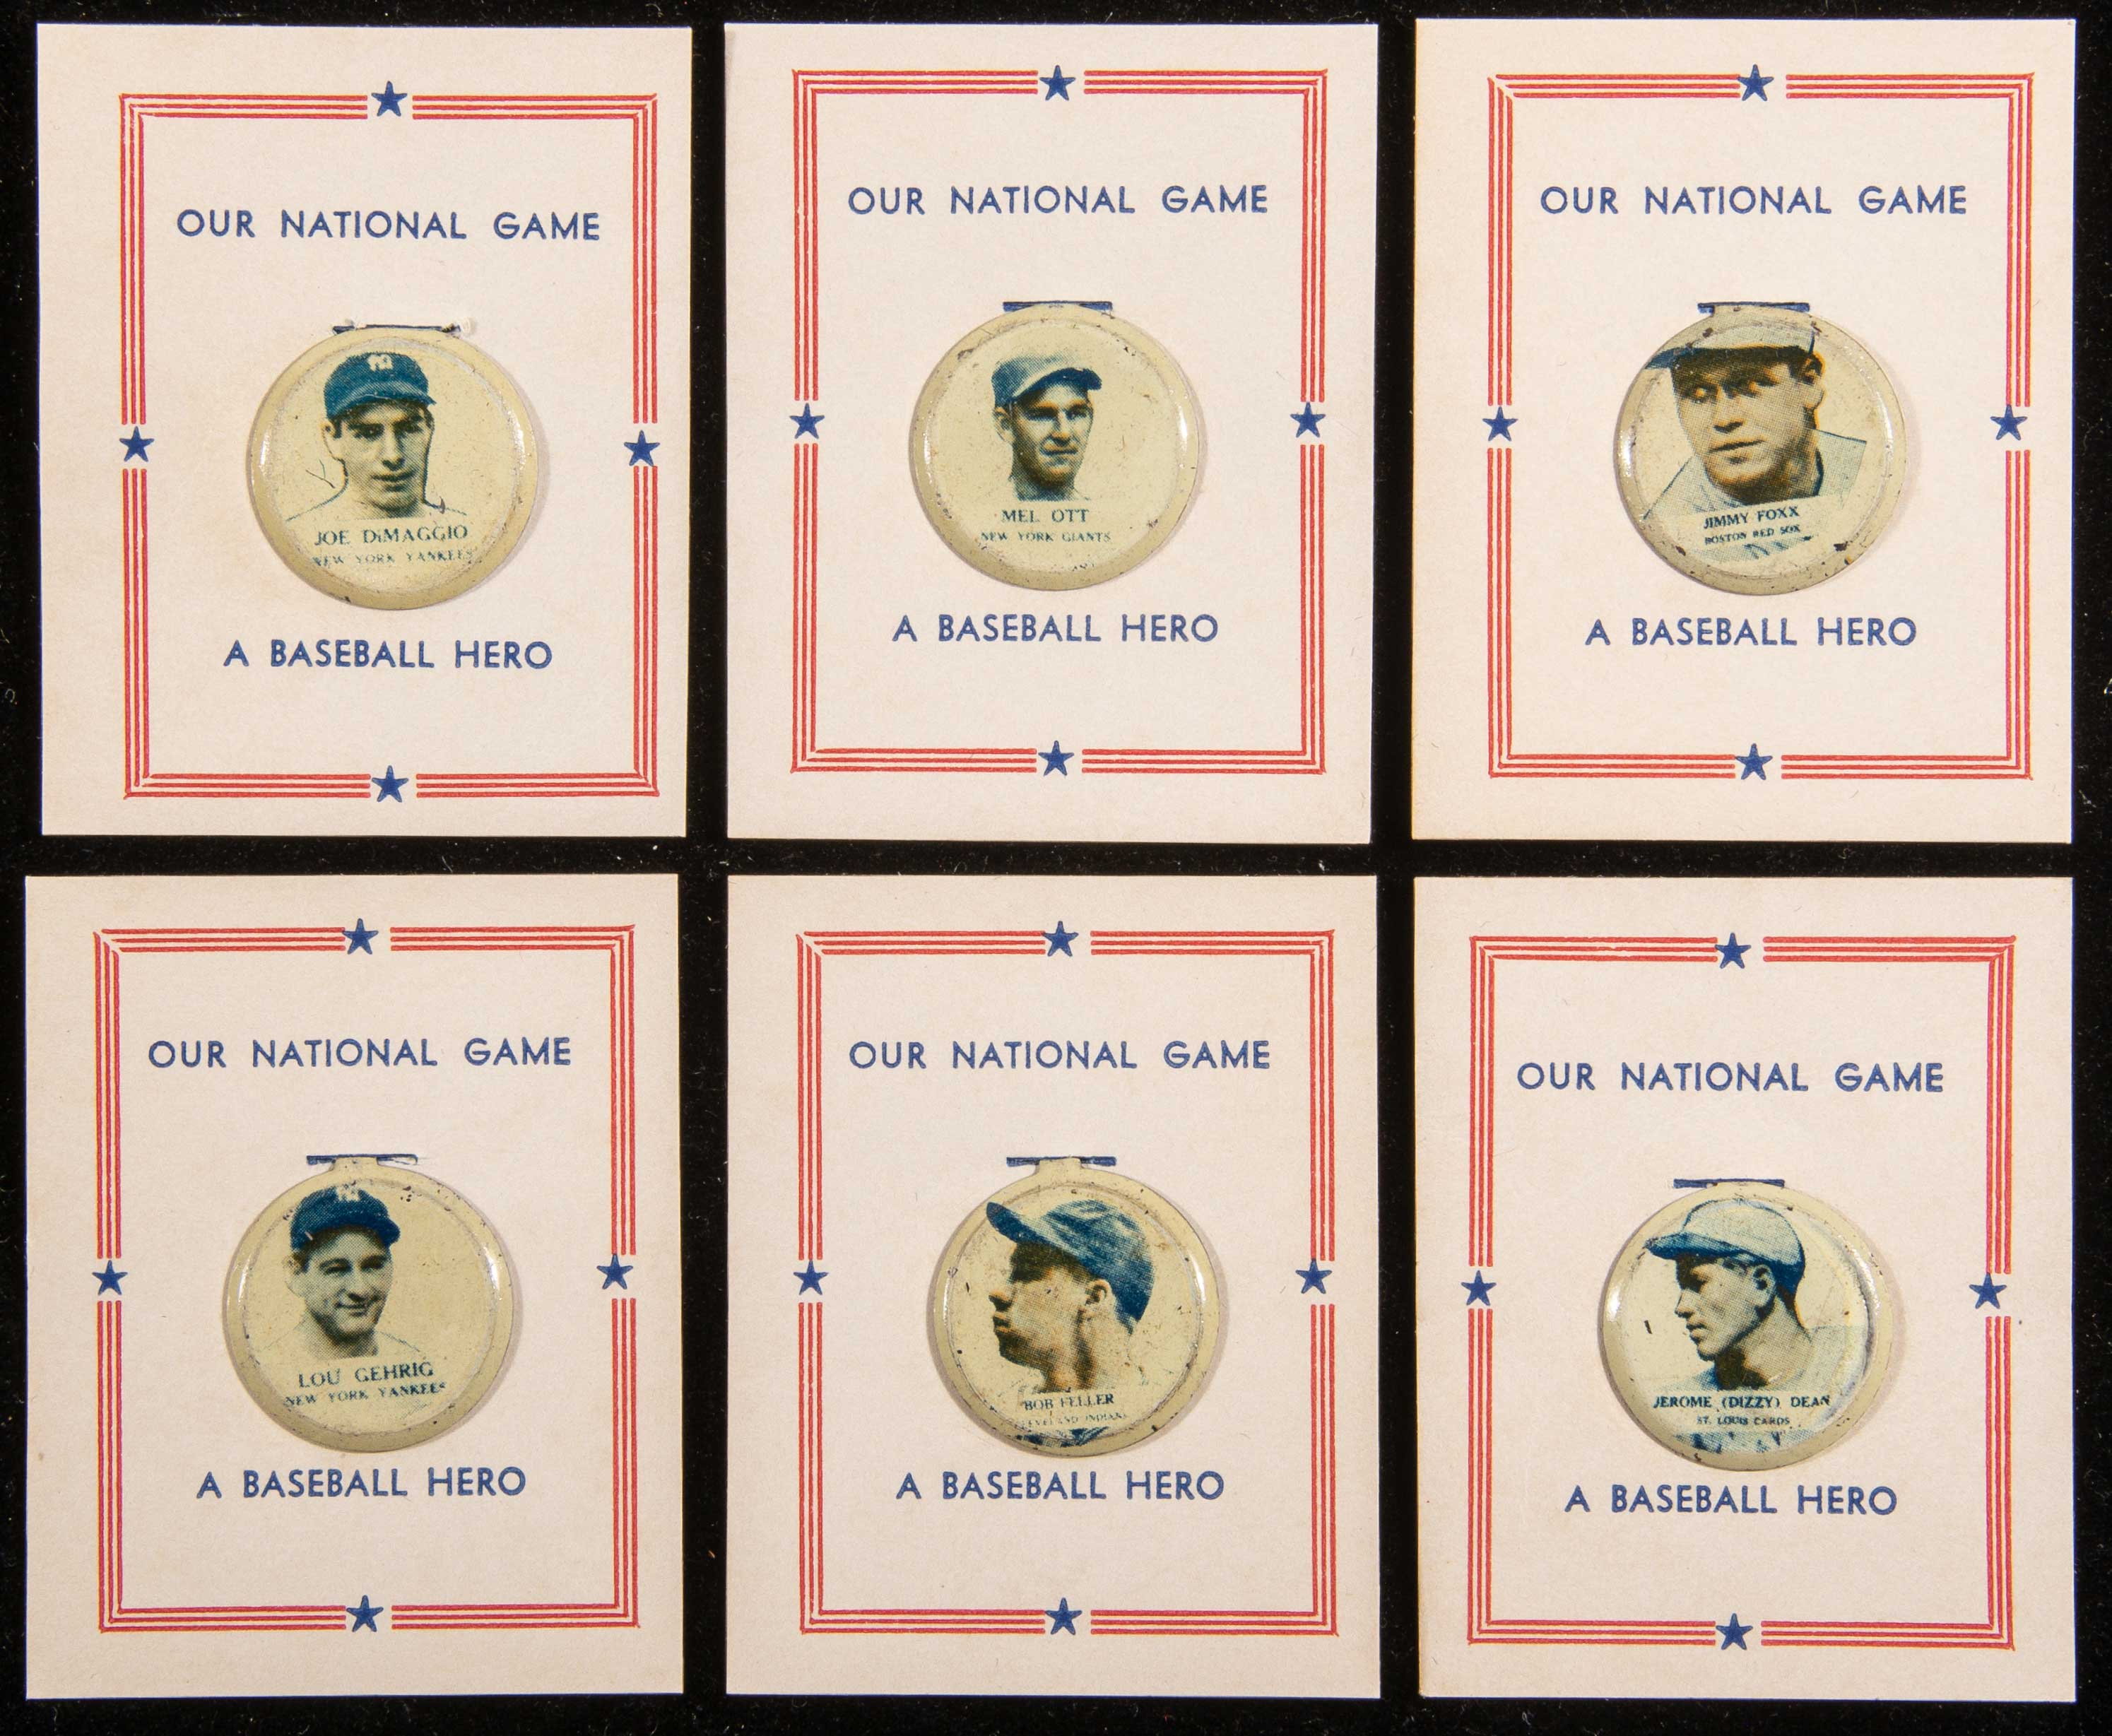 OUR NATIONAL GAME
JOE DiMAGGIO
NEW YORK YANKEES
A BASEBALL HERO
OUR NATIONAL GAME
MEL OTT
NEW YORK GIANTS
A BASEBALL HERO
OUR NATIONAL GAME
JIMMY FOXX
BOSTON RED SOX
A BASEBALL HERO
OUR NATIONAL GAME
LOU GEHRIG
NEW YORK YANKEES
A BASEBALL HERO
OUR NATIONAL GAME
BOB FELLER
CLEVELAND INDIANS
A BASEBALL HERO
OUR NATIONAL GAME
JEROME (DIZZY) DEAN
ST. LOUIS CARDS
A BASEBALL HERO